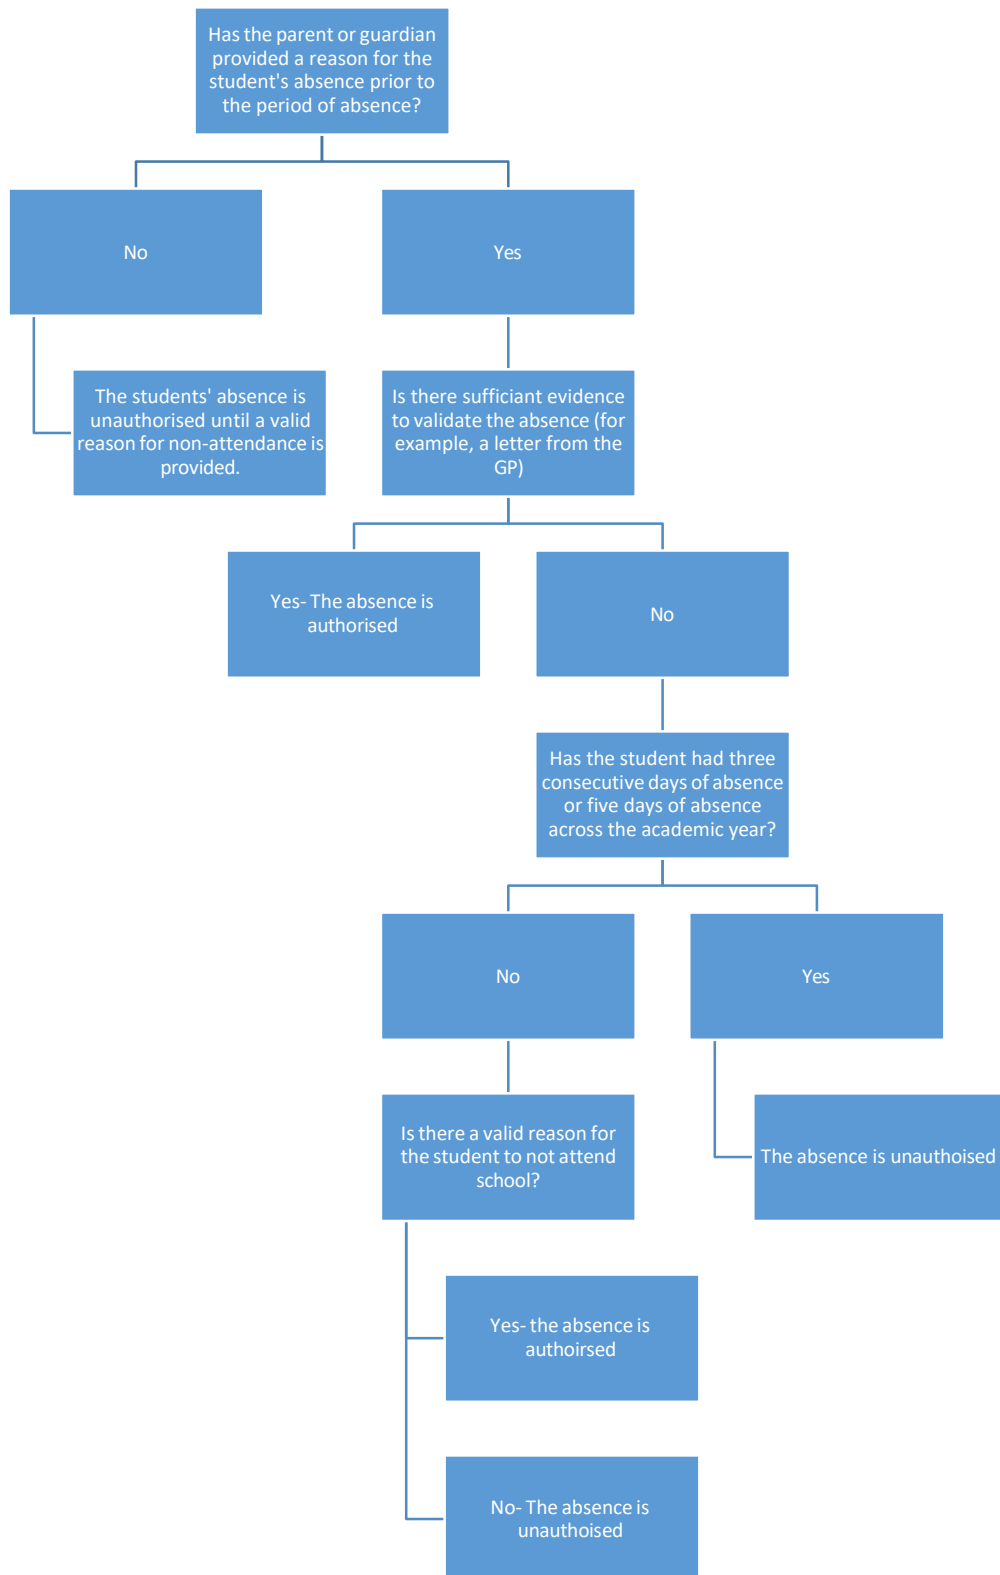 Has the parent or guardian
provided a reason for the
student's absence prior to
the period of absence?
No
Yes
The students' absence is
unauthorised until a valid
reason for non-attendance is
provided.
Is there sufficiant evidence
to validate the absence (for
example, a letter from the
GP)
Yes- The absence is
authorised
No
Has the student had three
consecutive days of absence
or five days of absence
across the academic year?
No
Yes
Is there a valid reason for
the student to not attend
school?
The absence is unauthoised
Yes- the absence is
authoirsed
No- The absence is
unauthoised